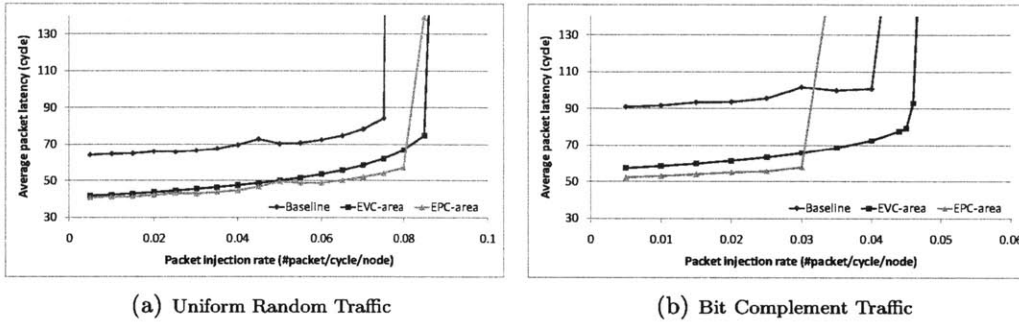 130
110
90
70
50
30
Average packet latency (cycle)
Baseline EVC-area EPC-area
0 0.02 0.04 0.06 0.08 0.1
Packet injection rate (#packet/cycle/node)
(a) Uniform Random Traffic
130
110
90
70
50
30
Average packet latency (cycle)
Baseline EVC-area EPC-area
0 0.01 0.02 0.03 0.04 0.05 0.06
Packet injection rate (#packet/cycle/node)
(b) Bit Complement Traffic